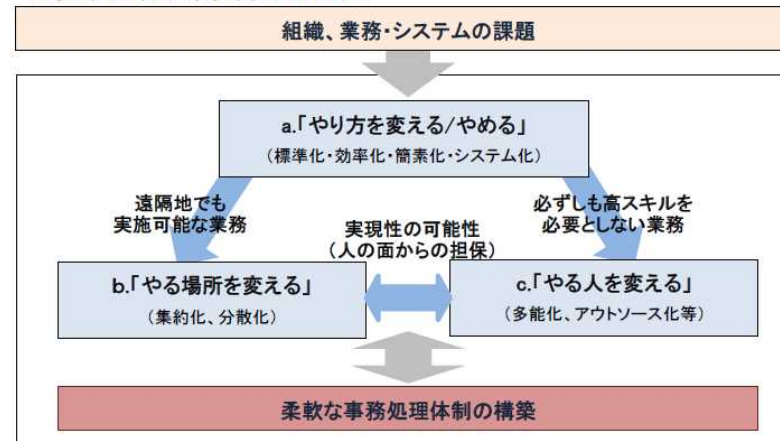 組織、業務・システムの課題
a.「やり方を変える/やめる」
(標準化・効率化・簡素化・システム化)
遠隔地でも
実施可能な業務
必ずしも高スキルを
必要としない業務
実現性の可能性
(人の面からの担保)
b.「やる場所を変える」
(集約化、分散化)
c.「やる人を変える」
(多能化、アウトソース化等)
柔軟な事務処理体制の構築